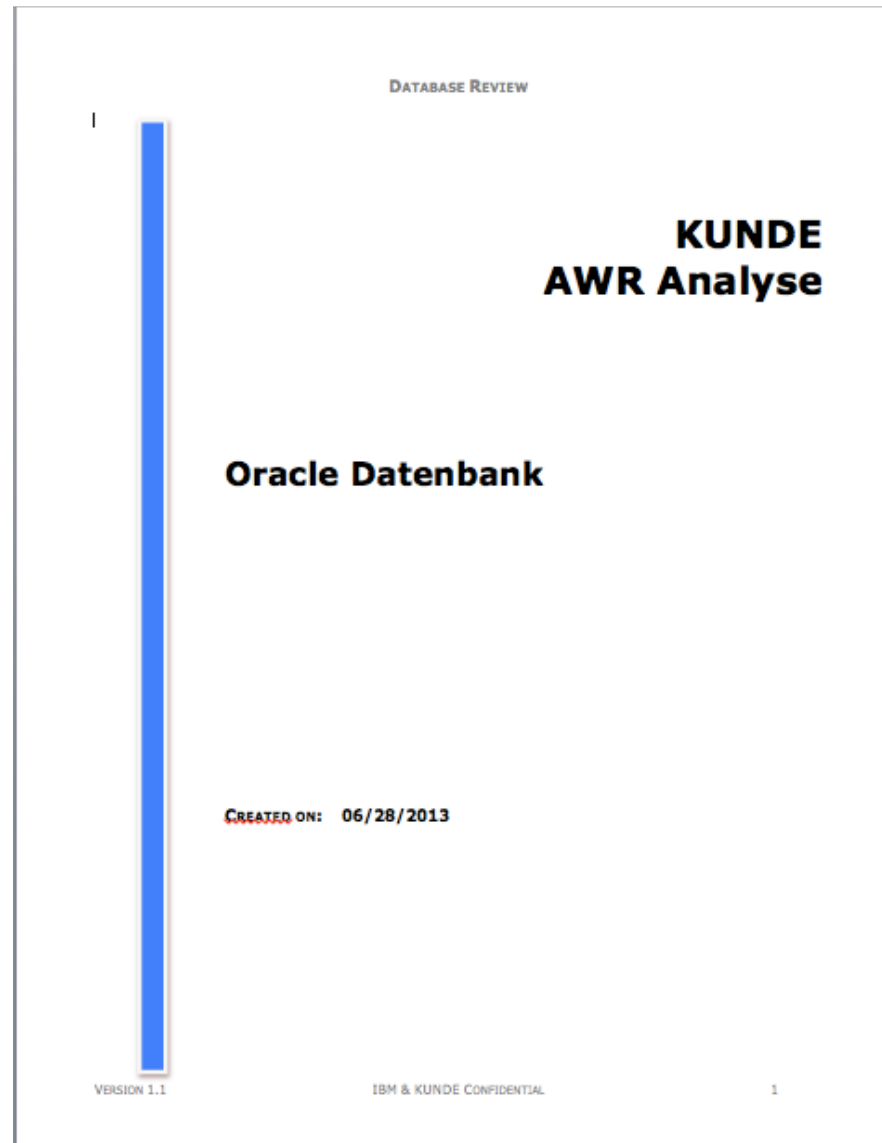 DATABASE REVIEW
KUNDE
AWR Analyse
Oracle Datenbank
CREATED ON: 06/28/2013
VERSION 1.1 IBM & KUNDE CONFIDENTIAL 1